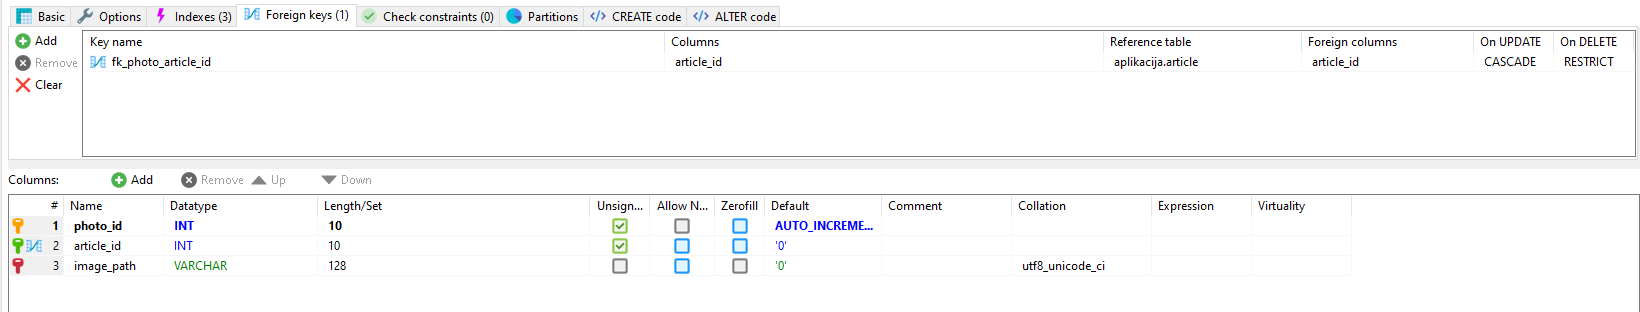 Basic Options Indexes (3) Foreign keys (1) Check constraints (0) Partitions CREATE code ALTER code
Add
Remove
Clear
Key name Columns Reference table Foreign columns On UPDATE On DELETE
fk_photo_article_id article_id aplikacija.article article_id CASCADE RESTRICT
Columns: Add Remove Up Down
# Name Datatype Length/Set Unsign... Allow N... Zerofill Default Comment Collation Expression Virtuality
1 photo_id INT 10 AUTO_INCREME...
2 article_id INT 10 '0'
3 image_path VARCHAR 128 '0' utf8_unicode_ci